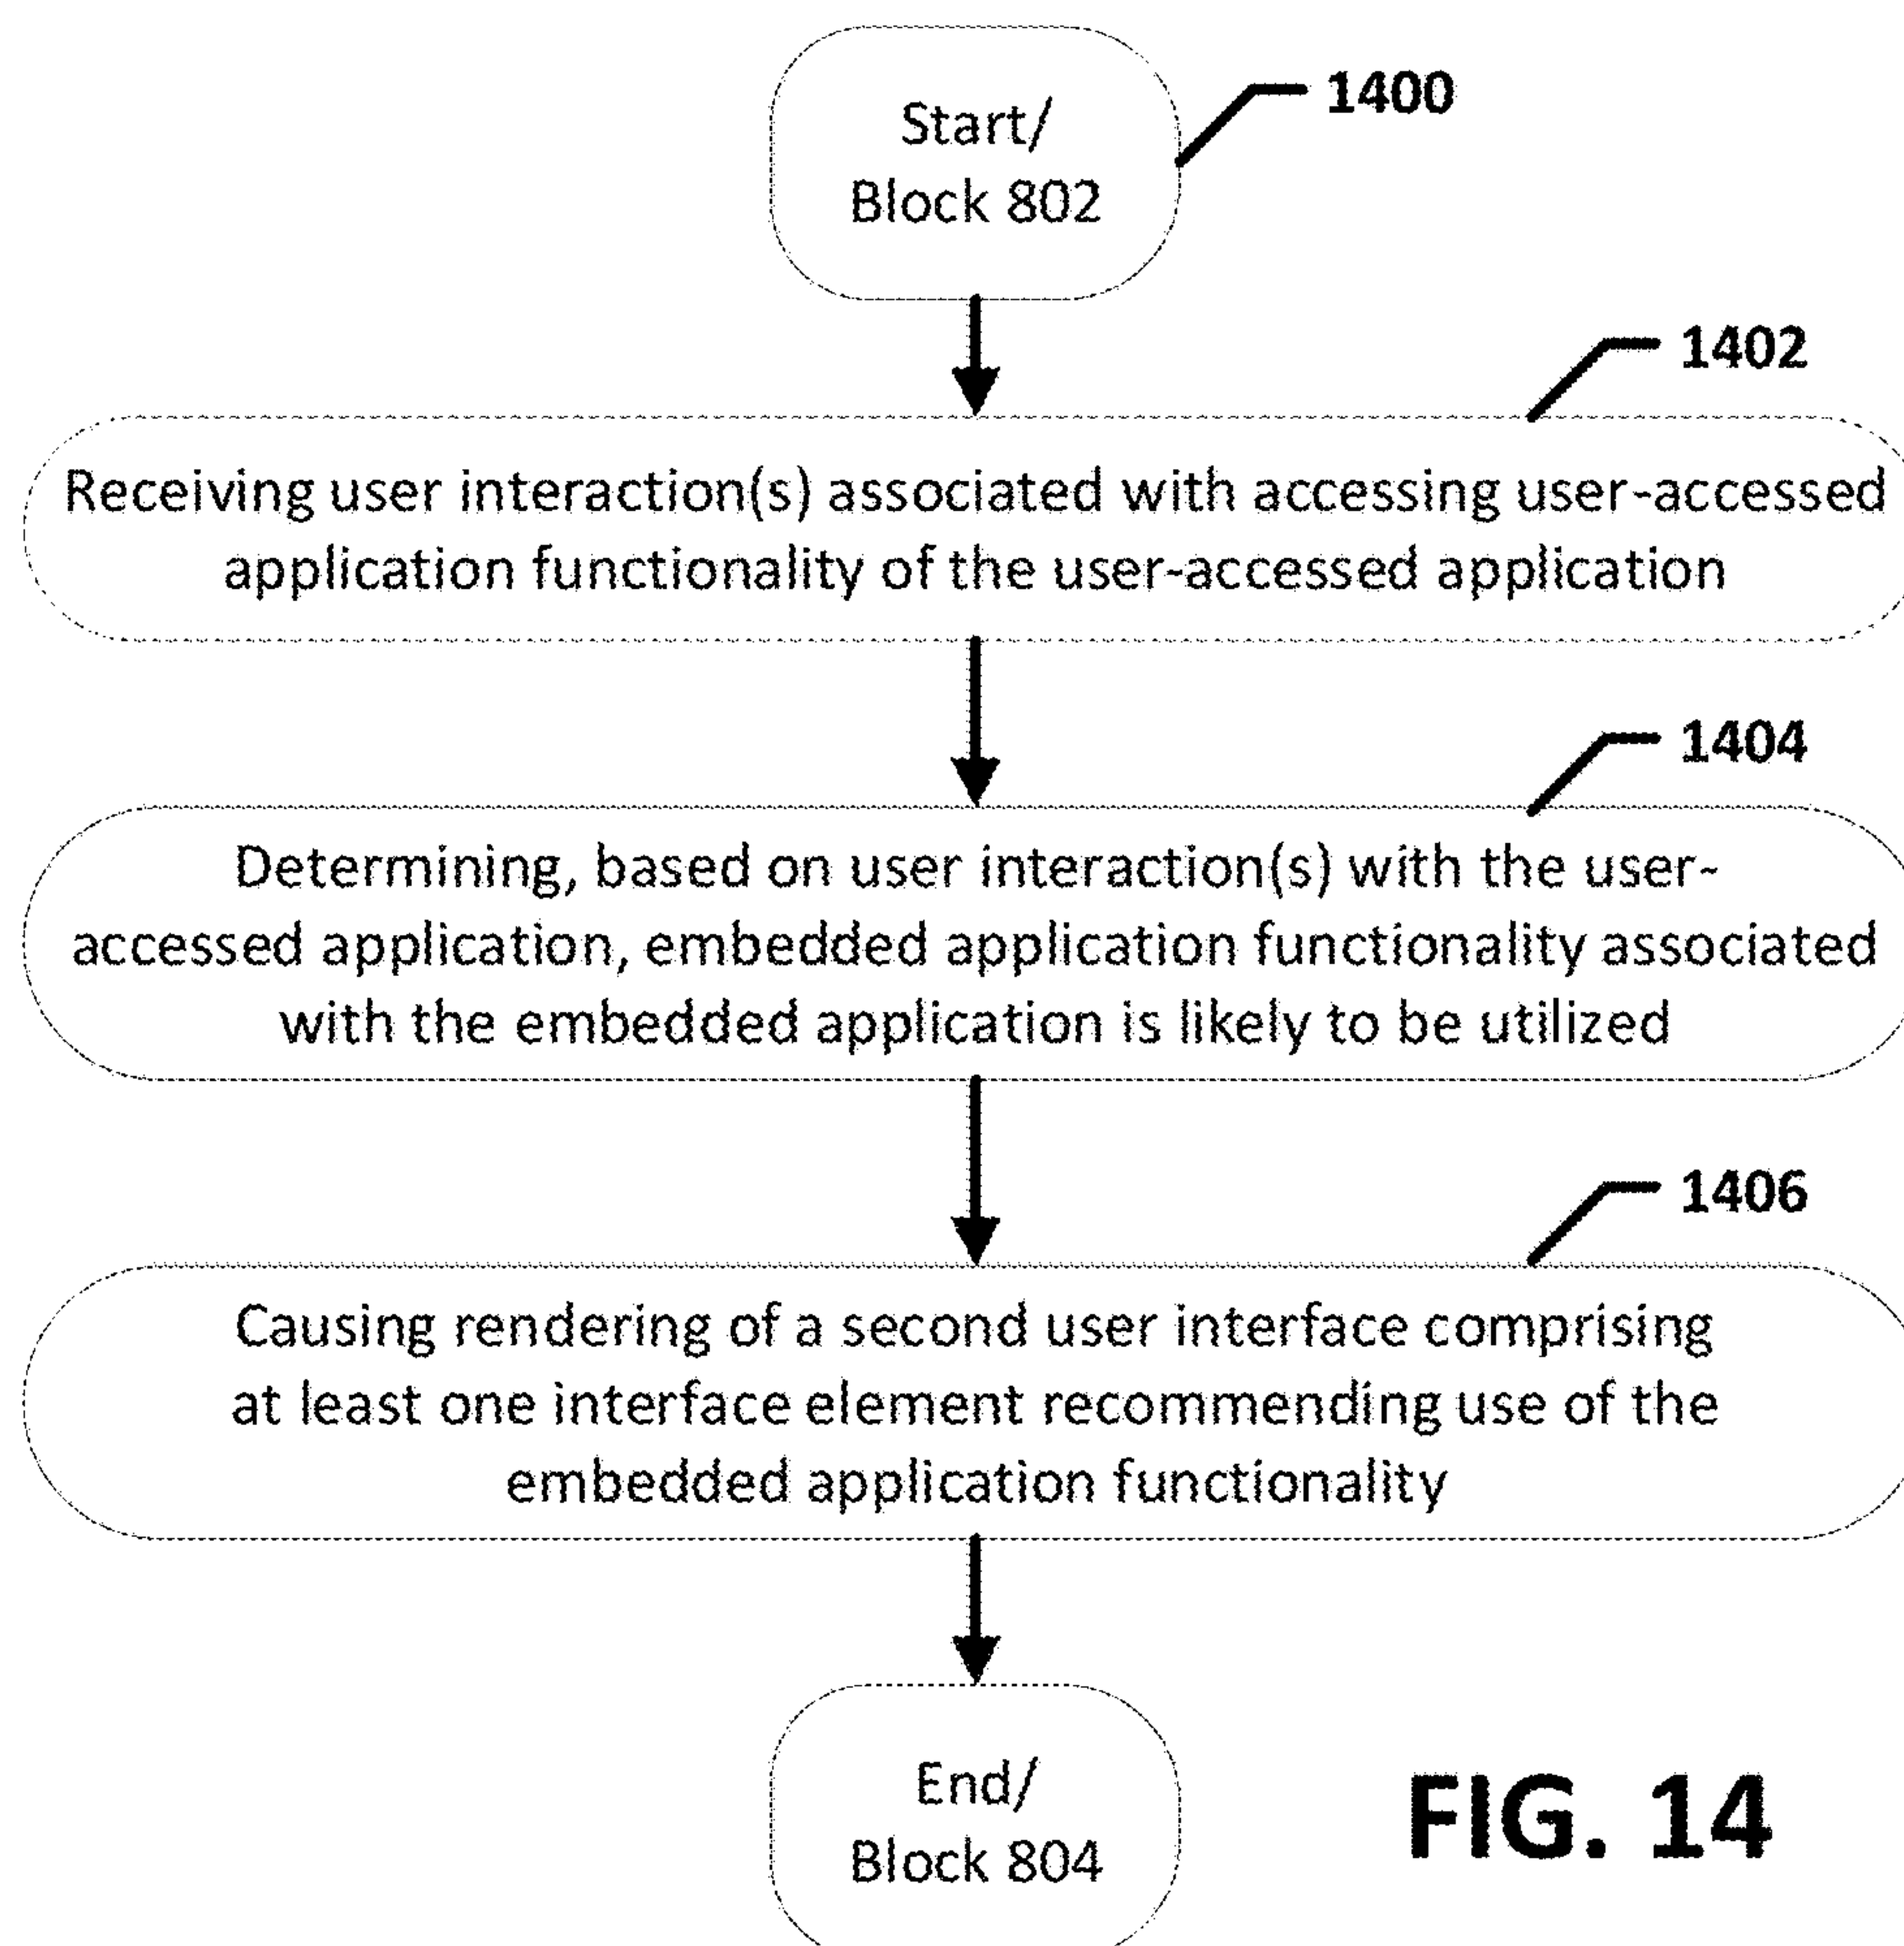 Start/
Block 802
1400
1402
Receiving user interaction(s) associated with accessing user-accessed
application functionality of the user-accessed application
1404
Determining, based on user interaction(s) with the user-
accessed application, embedded application functionality associated
with the embedded application is likely to be utilized
1406
Causing rendering of a second user interface comprising
at least one interface element recommending use of the
embedded application functionality
End/
Block 804
FIG. 14